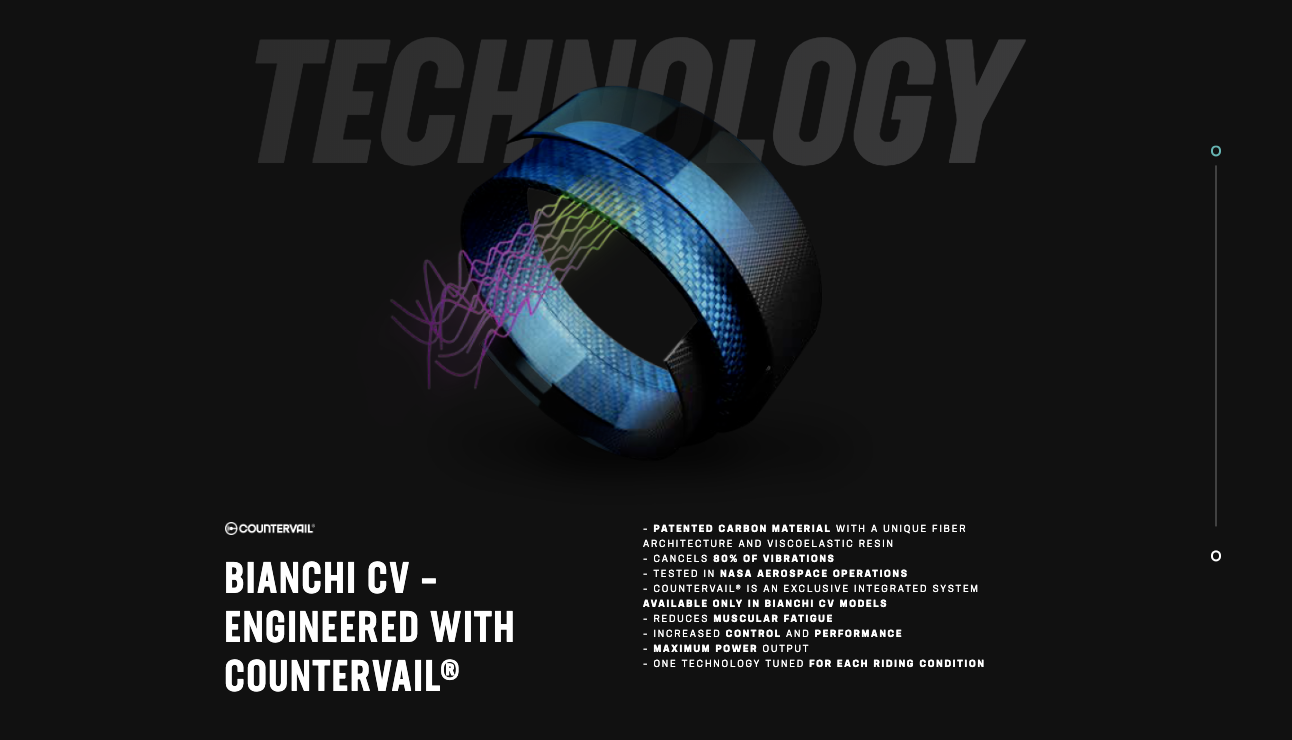 TECHNOLOGY
COUNTERVAIL®
BIANCHI CV –
ENGINEERED WITH
COUNTERVAIL®
- PATENTED CARBON MATERIAL WITH A UNIQUE FIBER
ARCHITECTURE AND VISCOELASTIC RESIN
- CANCELS 80% OF VIBRATIONS
- TESTED IN NASA AEROSPACE OPERATIONS
- COUNTERVAIL® IS AN EXCLUSIVE INTEGRATED SYSTEM
AVAILABLE ONLY IN BIANCHI CV MODELS
- REDUCES MUSCULAR FATIGUE
- INCREASED CONTROL AND PERFORMANCE
- MAXIMUM POWER OUTPUT
- ONE TECHNOLOGY TUNED FOR EACH RIDING CONDITION